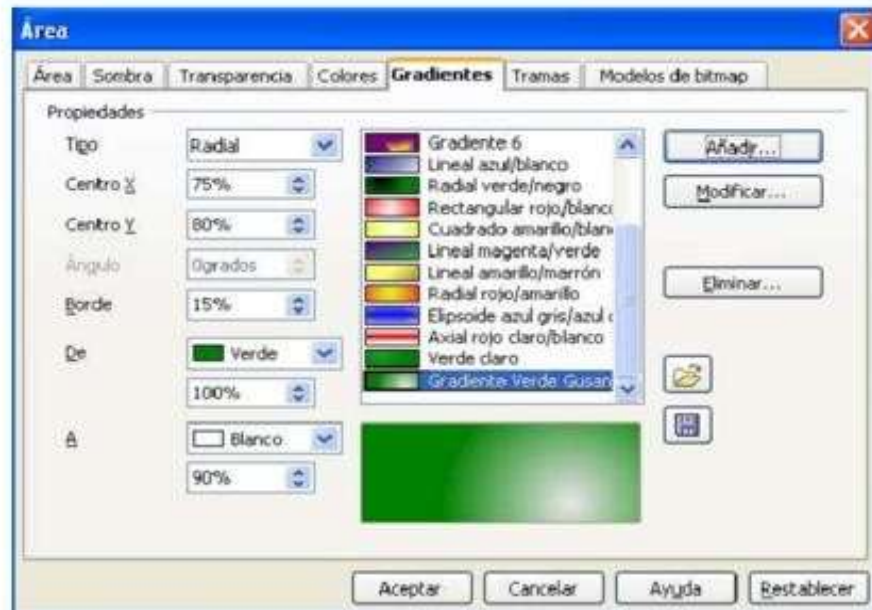 Área
Área Sombra Transparencia Colores Gradientes Tramas Modelos de bitmap
Propiedades
Tipo Radial
Centro X 75%
Centro Y 80%
Ángulo 0grados
Borde 15%
De Verde
100%
A Blanco
90%
Gradiente 6
Lineal azul/blanco
Radial verde/negro
Rectangular rojo/blanco
Cuadrado amarillo/blan
Lineal magenta/verde
Lineal amarillo/marrón
Radial rojo/amarillo
Elipsoide azul gris/azul c
Axial rojo claro/blanco
Verde claro
Gradiente Verde Gusan
Añadir...
Modificar...
Eliminar...
Aceptar Cancelar Ayuda Restablecer